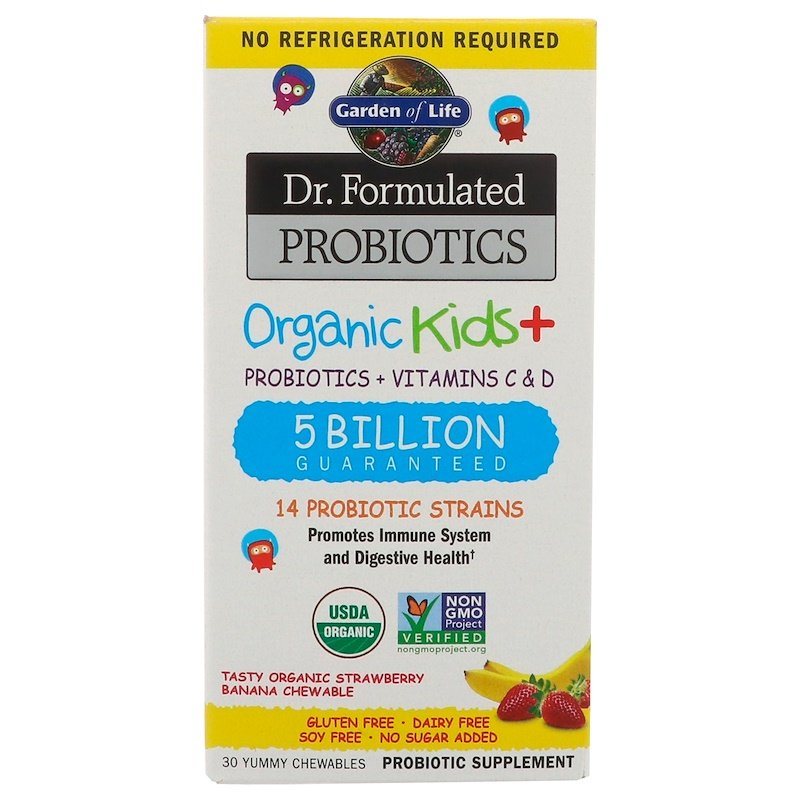 NO REFRIGERATION REQUIRED
Garden of Life
®
Dr. Formulated
PROBIOTICS
Organic Kids+
PROBIOTICS + VITAMINS C & D
5 BILLION
GUARANTEED
14 PROBIOTIC STRAINS
Promotes Immune System
and Digestive Health†
USDA
ORGANIC
NON
GMO
Project
VERIFIED
nongmoproject.org
TASTY ORGANIC STRAWBERRY
BANANA CHEWABLE
GLUTEN FREE · DAIRY FREE
SOY FREE · NO SUGAR ADDED
30 YUMMY CHEWABLES PROBIOTIC SUPPLEMENT